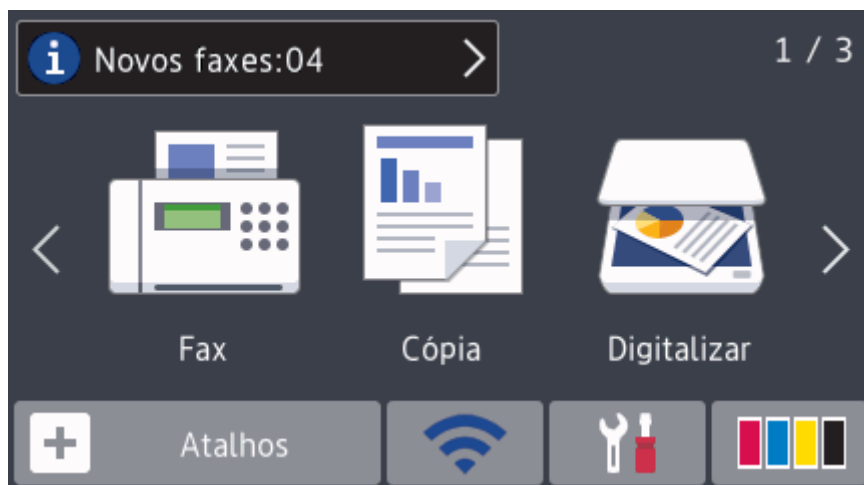 Novos faxes:04
1 / 3
Fax
Cópia
Digitalizar
Atalhos